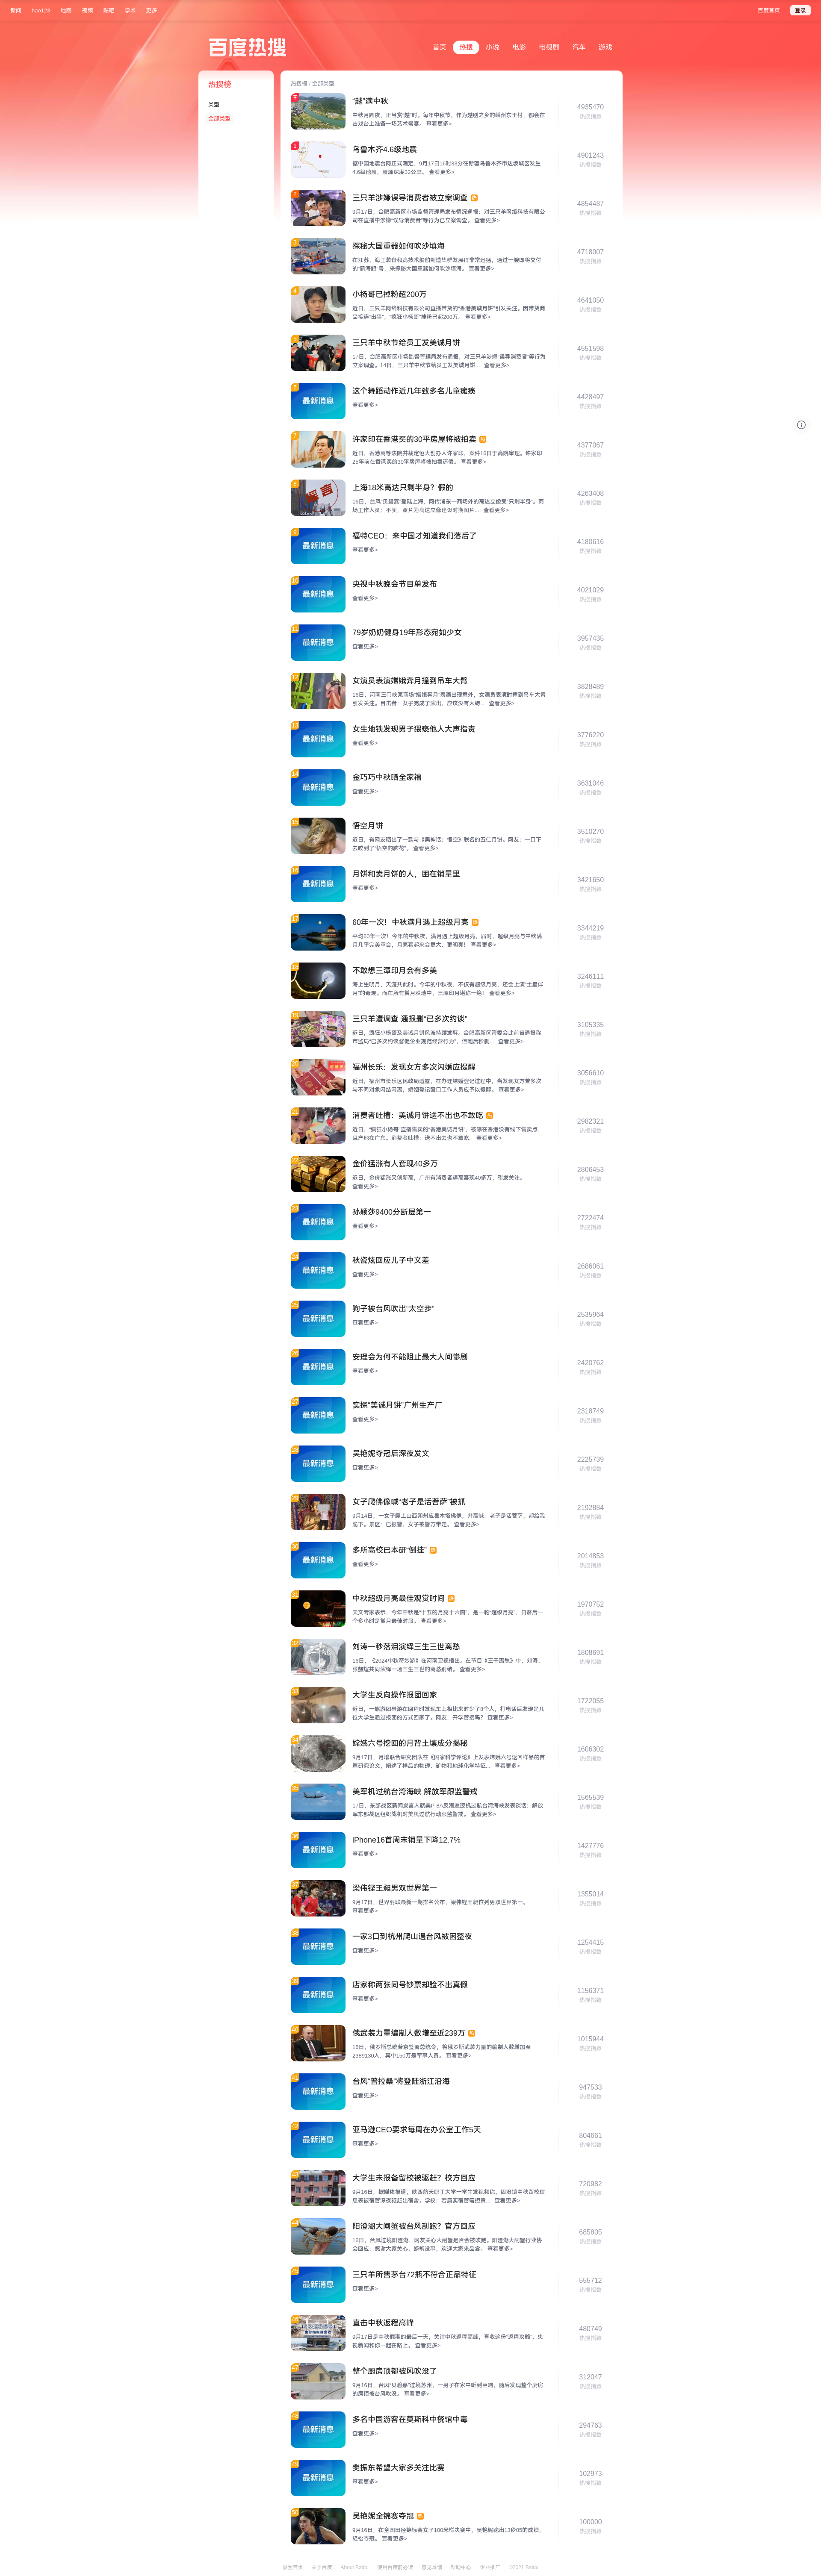 新闻 hao123 地图 视频 贴吧 学术 更多 百度首页 登录
百度热搜
首页 热搜 小说 电影 电视剧 汽车 游戏
热搜榜
类型
全部类型
热搜榜 / 全部类型
“越”满中秋
中秋月圆夜，正当赏“越”时。每年中秋节，作为越剧之乡的嵊州东王村，都会在
古戏台上准备一场艺术盛宴。 查看更多>
4935470
热搜指数
1
乌鲁木齐4.6级地震
据中国地震台网正式测定，9月17日16时33分在新疆乌鲁木齐市达坂城区发生
4.6级地震，震源深度32公里。 查看更多>
4901243
热搜指数
2
三只羊涉嫌误导消费者被立案调查 热
9月17日，合肥高新区市场监督管理局发布情况通报：对三只羊网络科技有限公
司在直播中涉嫌“误导消费者”等行为已立案调查。 查看更多>
4854487
热搜指数
3
探秘大国重器如何吹沙填海
4718007
热搜指数
4
小杨哥已掉粉超200万
近日，三只羊网络科技有限公司直播带货的“香港美诚月饼”引发关注。因带货商
品接连“出事”，“疯狂小杨哥”掉粉已超200万。 查看更多>
4641050
热搜指数
5
三只羊中秋节给员工发美诚月饼
17日，合肥高新区市场监督管理局发布通报，对三只羊涉嫌“误导消费者”等行为
立案调查。14日，三只羊中秋节给员工发美诚月饼... 查看更多>
4551598
热搜指数
6
最新消息
这个舞蹈动作近几年致多名儿童瘫痪
查看更多>
4428497
热搜指数
7
许家印在香港买的30平房屋将被拍卖 热
4377067
热搜指数
8
上海18米高达只剩半身？假的
16日，台风“贝碧嘉”登陆上海，网传浦东一商场外的高达立像受“只剩半身”。商
场工作人员：不实，照片为高达立像建设时期图片... 查看更多>
4263408
热搜指数
9
最新消息
福特CEO：来中国才知道我们落后了
查看更多>
4180616
热搜指数
10
最新消息
央视中秋晚会节目单发布
查看更多>
4021029
热搜指数
11
最新消息
79岁奶奶健身19年形态宛如少女
查看更多>
3957435
热搜指数
12
女演员表演嫦娥奔月撞到吊车大臂
16日，河南三门峡某商场“嫦娥奔月”表演出现意外，女演员表演时撞到吊车大臂
引发关注。目击者：女子完成了演出，应该没有大碍... 查看更多>
3828489
热搜指数
13
最新消息
女生地铁发现男子猥亵他人大声指责
查看更多>
3776220
热搜指数
14
最新消息
金巧巧中秋晒全家福
查看更多>
3631046
热搜指数
15
悟空月饼
近日，有网友晒出了一款与《黑神话：悟空》联名的五仁月饼。网友：一口下
去咬到了“悟空的脑花”。 查看更多>
3510270
热搜指数
16
最新消息
月饼和卖月饼的人，困在销量里
查看更多>
3421650
热搜指数
17
60年一次！中秋满月遇上超级月亮 热
平均60年一次！今年的中秋夜，满月遇上超级月亮，届时，超级月亮与中秋满
月几乎完美重合，月亮看起来会更大、更明亮！ 查看更多>
3344219
热搜指数
18
不敢想三潭印月会有多美
海上生明月，天涯共此时。今年的中秋夜，不仅有超级月亮，还会上演“土星伴
月”的奇观。而在所有赏月胜地中，三潭印月堪称一绝！ 查看更多>
3246111
热搜指数
19
三只羊遭调查 通报删“已多次约谈”
近日，疯狂小杨哥及美诚月饼风波持续发酵。合肥高新区管委会此前曾通报称
市监局“已多次约谈督促企业规范经营行为”，但随后秒删... 查看更多>
3105335
热搜指数
20
福州长乐：发现女方多次闪婚应提醒
近日，福州市长乐区民政局透露，在办理结婚登记过程中，当发现女方曾多次
与不同对象闪结闪离，婚姻登记窗口工作人员应予以提醒。 查看更多>
3056610
热搜指数
21
消费者吐槽：美诚月饼送不出也不敢吃 热
近日，“疯狂小杨哥”直播售卖的“香港美诚月饼”，被曝在香港没有线下售卖点，
且产地在广东。消费者吐槽：送不出去也不敢吃。 查看更多>
2982321
热搜指数
22
金价猛涨有人套现40多万
近日，金价猛涨又创新高，广州有消费者速高套现40多万，引发关注。
查看更多>
2806453
热搜指数
23
最新消息
孙颖莎9400分断层第一
查看更多>
2722474
热搜指数
24
最新消息
秋瓷炫回应儿子中文差
查看更多>
2686061
热搜指数
25
最新消息
狗子被台风吹出“太空步”
查看更多>
2535964
热搜指数
26
最新消息
安理会为何不能阻止最大人间惨剧
查看更多>
2420762
热搜指数
27
最新消息
实探“美诚月饼”广州生产厂
查看更多>
2318749
热搜指数
28
最新消息
吴艳妮夺冠后深夜发文
查看更多>
2225739
热搜指数
29
女子爬佛像喊“老子是活菩萨”被抓
9月14日，一女子爬上山西朔州应县木塔佛像，并高喊：老子是活菩萨，都给我
跪下。景区：已报警，女子被警方带走。 查看更多>
2192884
热搜指数
30
最新消息
多所高校已本研“倒挂” 热
查看更多>
2014853
热搜指数
31
中秋超级月亮最佳观赏时间 热
天文专家表示，今年中秋是“十五的月亮十六圆”，是一轮“超级月亮”，日落后一
个多小时是赏月最佳时段。 查看更多>
1970752
热搜指数
32
刘涛一秒落泪演绎三生三世离愁
16日，《2024中秋奇妙游》在河南卫视播出。在节目《三千离愁》中，刘涛、
张赫煊共同演绎一场三生三世的离愁别绪。 查看更多>
1808691
热搜指数
33
大学生反向操作报团回家
近日，一旅游团导游在回程时发现车上相比来时少了8个人，打电话后发现是几
位大学生通过报团的方式回家了。网友：开学管接吗？ 查看更多>
1722055
热搜指数
34
嫦娥六号挖回的月背土壤成分揭秘
9月17日，月壤联合研究团队在《国家科学评论》上发表嫦娥六号返回样品的首
篇研究论文，阐述了样品的物理、矿物和地球化学特征... 查看更多>
1606302
热搜指数
35
美军机过航台湾海峡 解放军跟监警戒
17日，东部战区新闻发言人就美P-8A反潜巡逻机过航台湾海峡发表谈话：解放
军东部战区组织战机对美机过航行动跟监警戒。 查看更多>
1565539
热搜指数
36
最新消息
iPhone16首周末销量下降12.7%
查看更多>
1427776
热搜指数
37
梁伟铿王昶男双世界第一
9月17日，世界羽联最新一期排名公布，梁伟铿王昶位列男双世界第一。
查看更多>
1355014
热搜指数
38
最新消息
一家3口到杭州爬山遇台风被困整夜
查看更多>
1254415
热搜指数
39
最新消息
店家称两张同号钞票却验不出真假
查看更多>
1156371
热搜指数
40
俄武装力量编制人数增至近239万 热
16日，俄罗斯总统普京签署总统令，将俄罗斯武装力量的编制人数增加至
2389130人，其中150万是军事人员。 查看更多>
1015944
热搜指数
41
最新消息
台风“普拉桑”将登陆浙江沿海
查看更多>
947533
热搜指数
42
最新消息
亚马逊CEO要求每周在办公室工作5天
查看更多>
804661
热搜指数
43
大学生未报备留校被驱赶？校方回应
9月16日，据媒体报道，陕西航天职工大学一学生发视频称，因没填中秋留校信
息表被宿管深夜驱赶出宿舍。学校：若属实宿管需担责... 查看更多>
720982
热搜指数
44
阳澄湖大闸蟹被台风刮跑？官方回应
16日，台风过境阳澄湖，网友关心大闸蟹是否会被吹跑。阳澄湖大闸蟹行业协
会回应：感谢大家关心，螃蟹没事，欢迎大家来品尝。 查看更多>
685805
热搜指数
45
最新消息
三只羊所售茅台72瓶不符合正品特征
查看更多>
555712
热搜指数
46
直击中秋返程高峰
9月17日是中秋假期的最后一天，关注中秋返程高峰，查收这份“返程攻略”，央
视新闻和你一起在路上。 查看更多>
480749
热搜指数
47
整个厨房顶都被风吹没了
9月16日，台风“贝碧嘉”过境苏州，一男子在家中听到巨响，随后发现整个厨房
的房顶被台风吹没。 查看更多>
312047
热搜指数
48
最新消息
多名中国游客在莫斯科中餐馆中毒
查看更多>
294763
热搜指数
49
最新消息
樊振东希望大家多关注比赛
查看更多>
102973
热搜指数
50
吴艳妮全锦赛夺冠 热
9月16日，在全国田径锦标赛女子100米栏决赛中，吴艳妮跑出13秒05的成绩，
轻松夺冠。 查看更多>
100000
热搜指数
设为首页 关于百度 About Baidu 使用百度前必读 意见反馈 帮助中心 企业推广 ©2021 Baidu